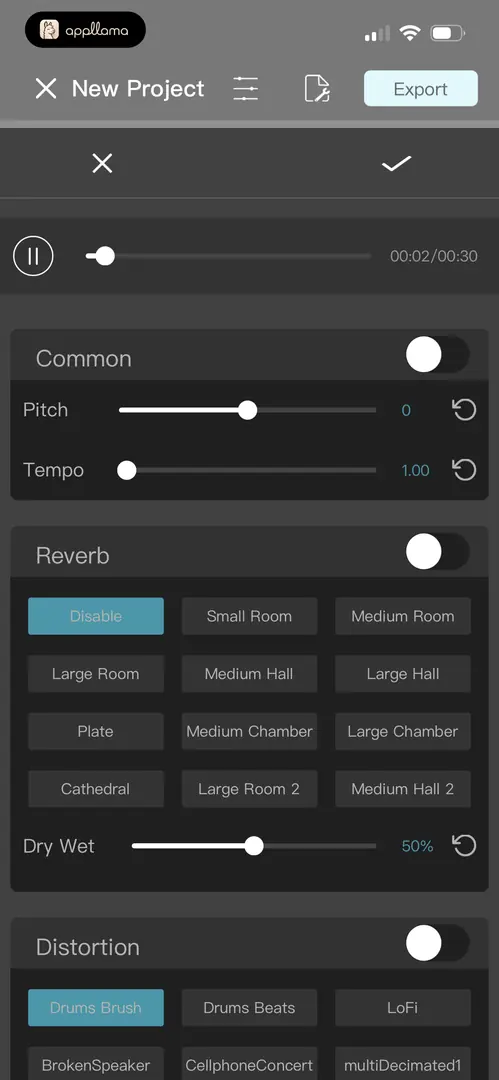 appllama
New Project
Export
00:02/00:30
Common
Pitch 0
Tempo 1.00
Reverb
Disable Small Room Medium Room
Large Room Medium Hall Large Hall
Plate Medium Chamber Large Chamber
Cathedral Large Room 2 Medium Hall 2
Dry Wet 50%
Distortion
Drums Brush Drums Beats LoFi
BrokenSpeaker CellphoneConcert multiDecimated1